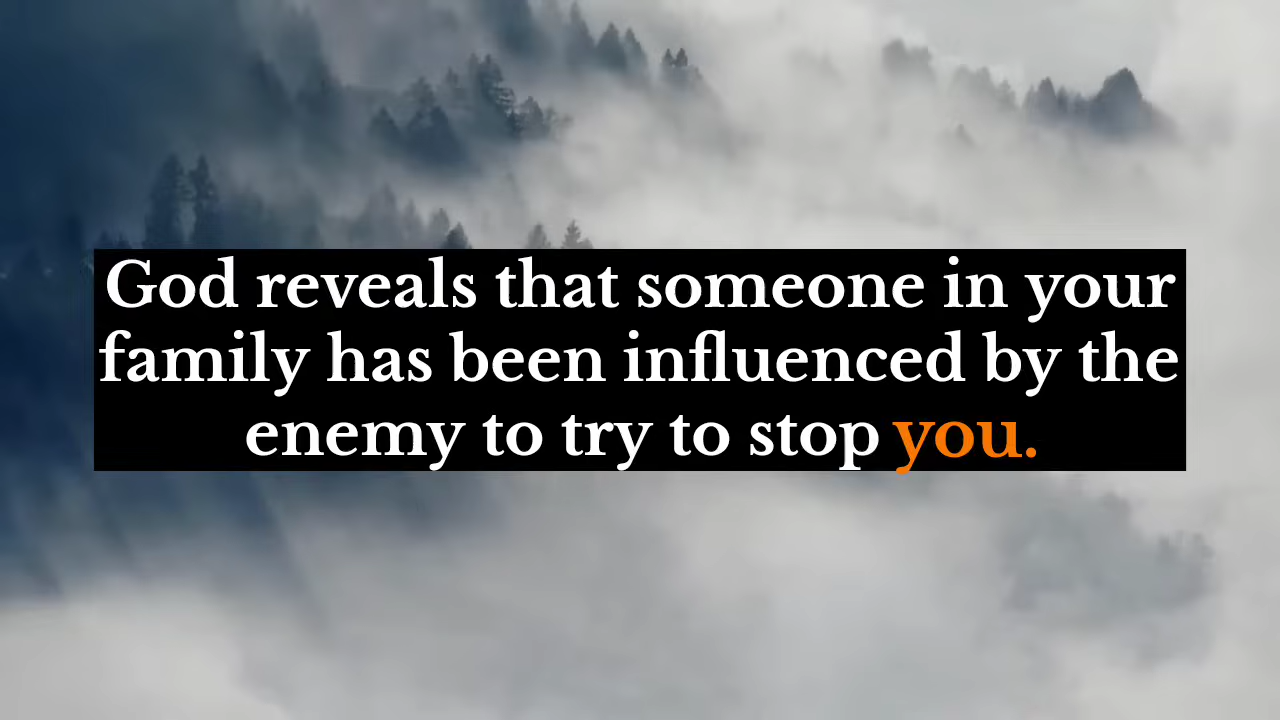 God reveals that someone in your
family has been influenced by the
enemy to try to stop you.